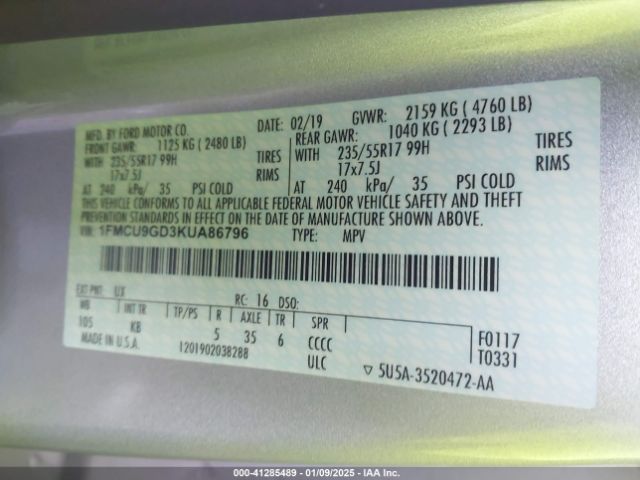 MFD. BY FORD MOTOR CO.
DATE: 02/19 GVWR: 2159 KG ( 4760 LB)
FRONT GAWR: 1125 KG ( 2480 LB)
REAR GAWR: 1040 KG ( 2293 LB)
WITH 235/55R17 99H TIRES
WITH 235/55R17 99H TIRES
17x7.5J RIMS
17x7.5J RIMS
AT 240 kPa/ 35 PSI COLD
AT 240 kPa/ 35 PSI COLD
THIS VEHICLE CONFORMS TO ALL APPLICABLE FEDERAL MOTOR VEHICLE SAFETY AND THEFT
PREVENTION STANDARDS IN EFFECT ON THE DATE OF MANUFACTURE SHOWN ABOVE.
VIN: 1FMCU9GD3KUA86796 TYPE: MPV
EXT PNT: UX RC: 16 DSO:
WB INT TR TP/PS R AXLE TR SPR
105 KB 5 35 6 CCCC
F0117
T0331
MADE IN U.S.A. 1201902038288 ULC
▽ 5U5A-3520472-AA
000-41285489 - 01/09/2025 - IAA Inc.